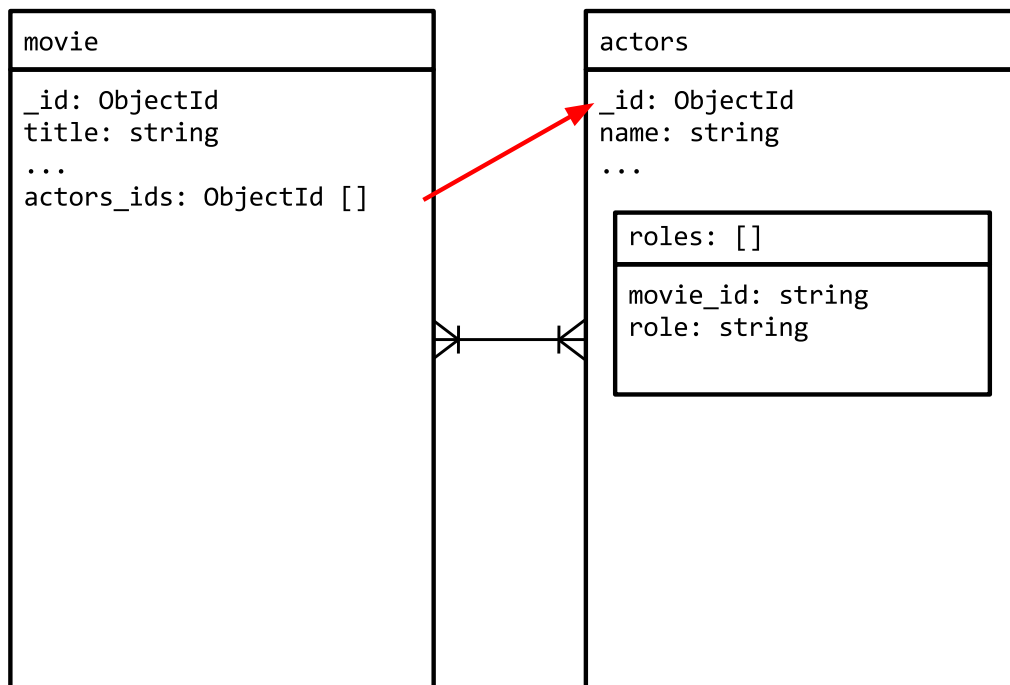 movie
_id: ObjectId
title: string
...
actors_ids: ObjectId []
actors
_id: ObjectId
name: string
...
roles: []
movie_id: string
role: string